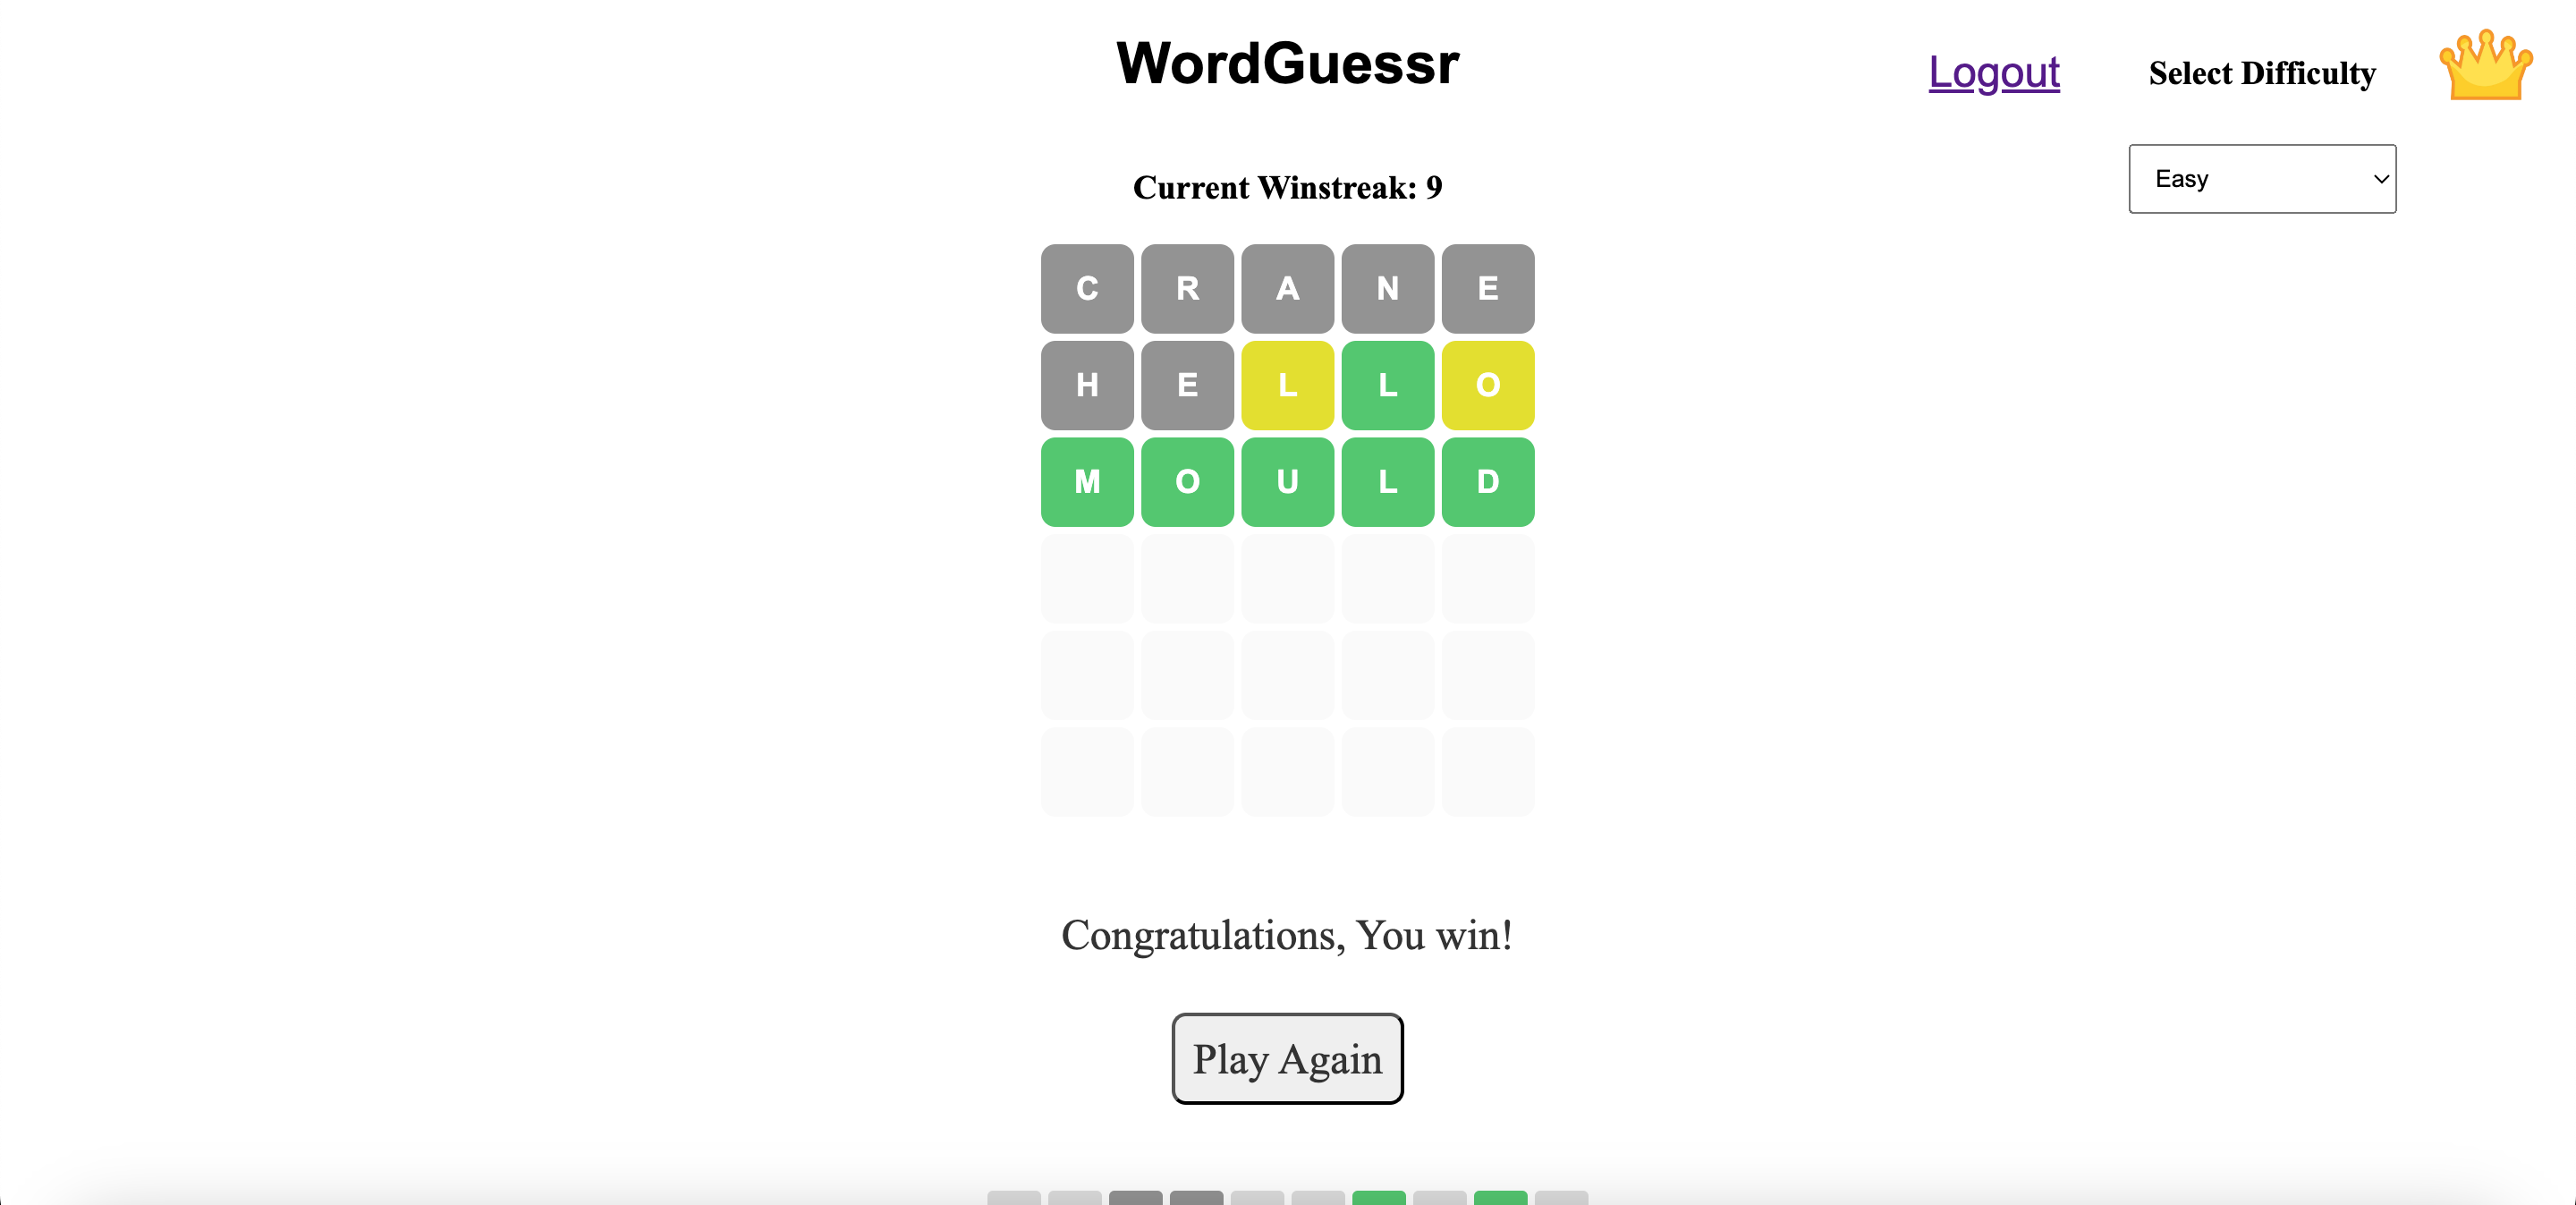 WordGuessr
Logout
Select Difficulty
Easy
Current Winstreak: 9
C R A N E
H E L L O
M O U L D
Congratulations, You win!
Play Again